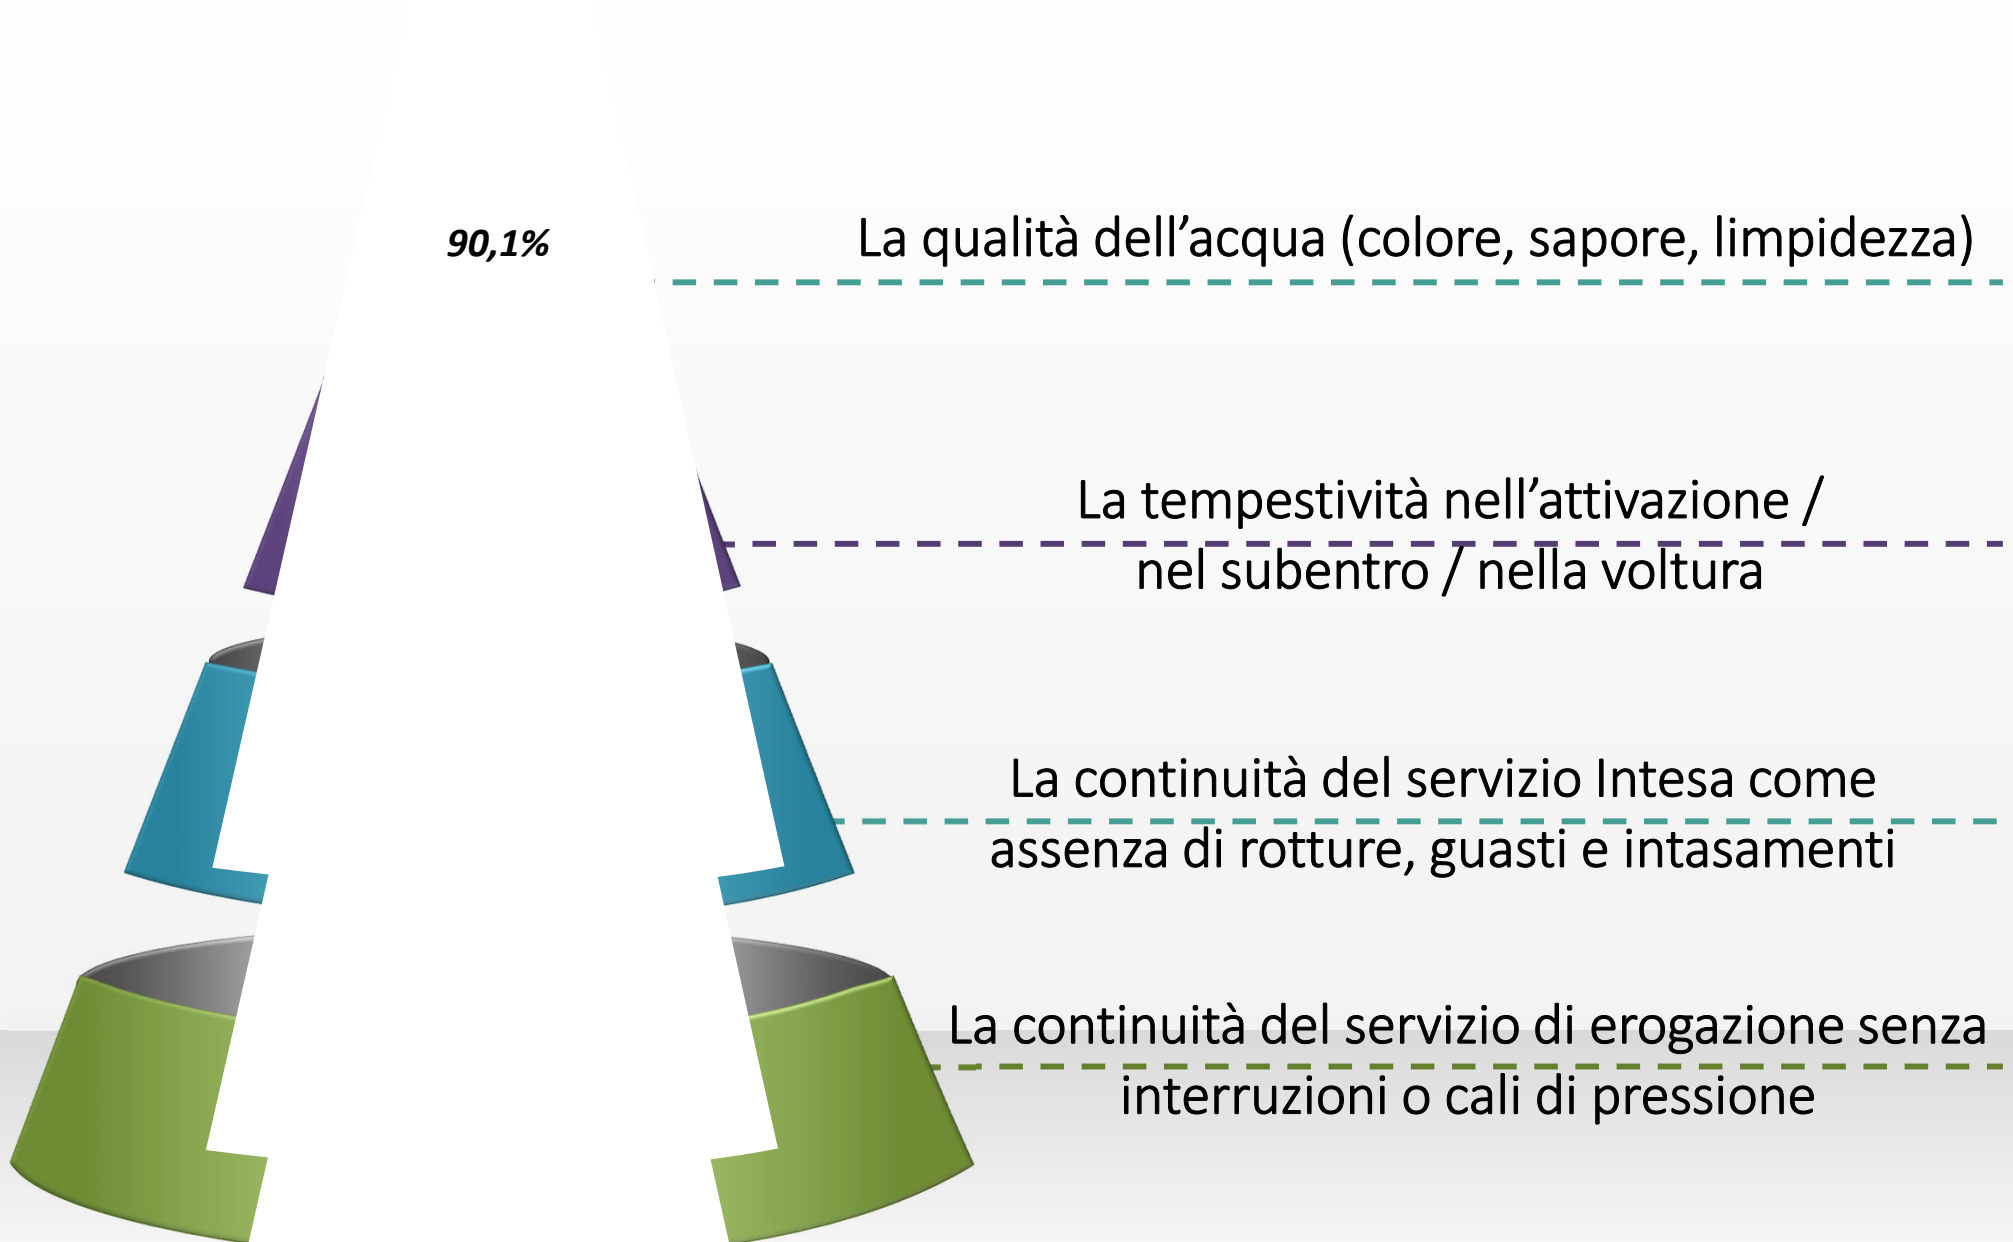 90,1%
La qualità dell’acqua (colore, sapore, limpidezza)
La tempestività nell’attivazione /
nel subentro / nella voltura
La continuità del servizio Intesa come
assenza di rotture, guasti e intasamenti
La continuità del servizio di erogazione senza
interruzioni o cali di pressione